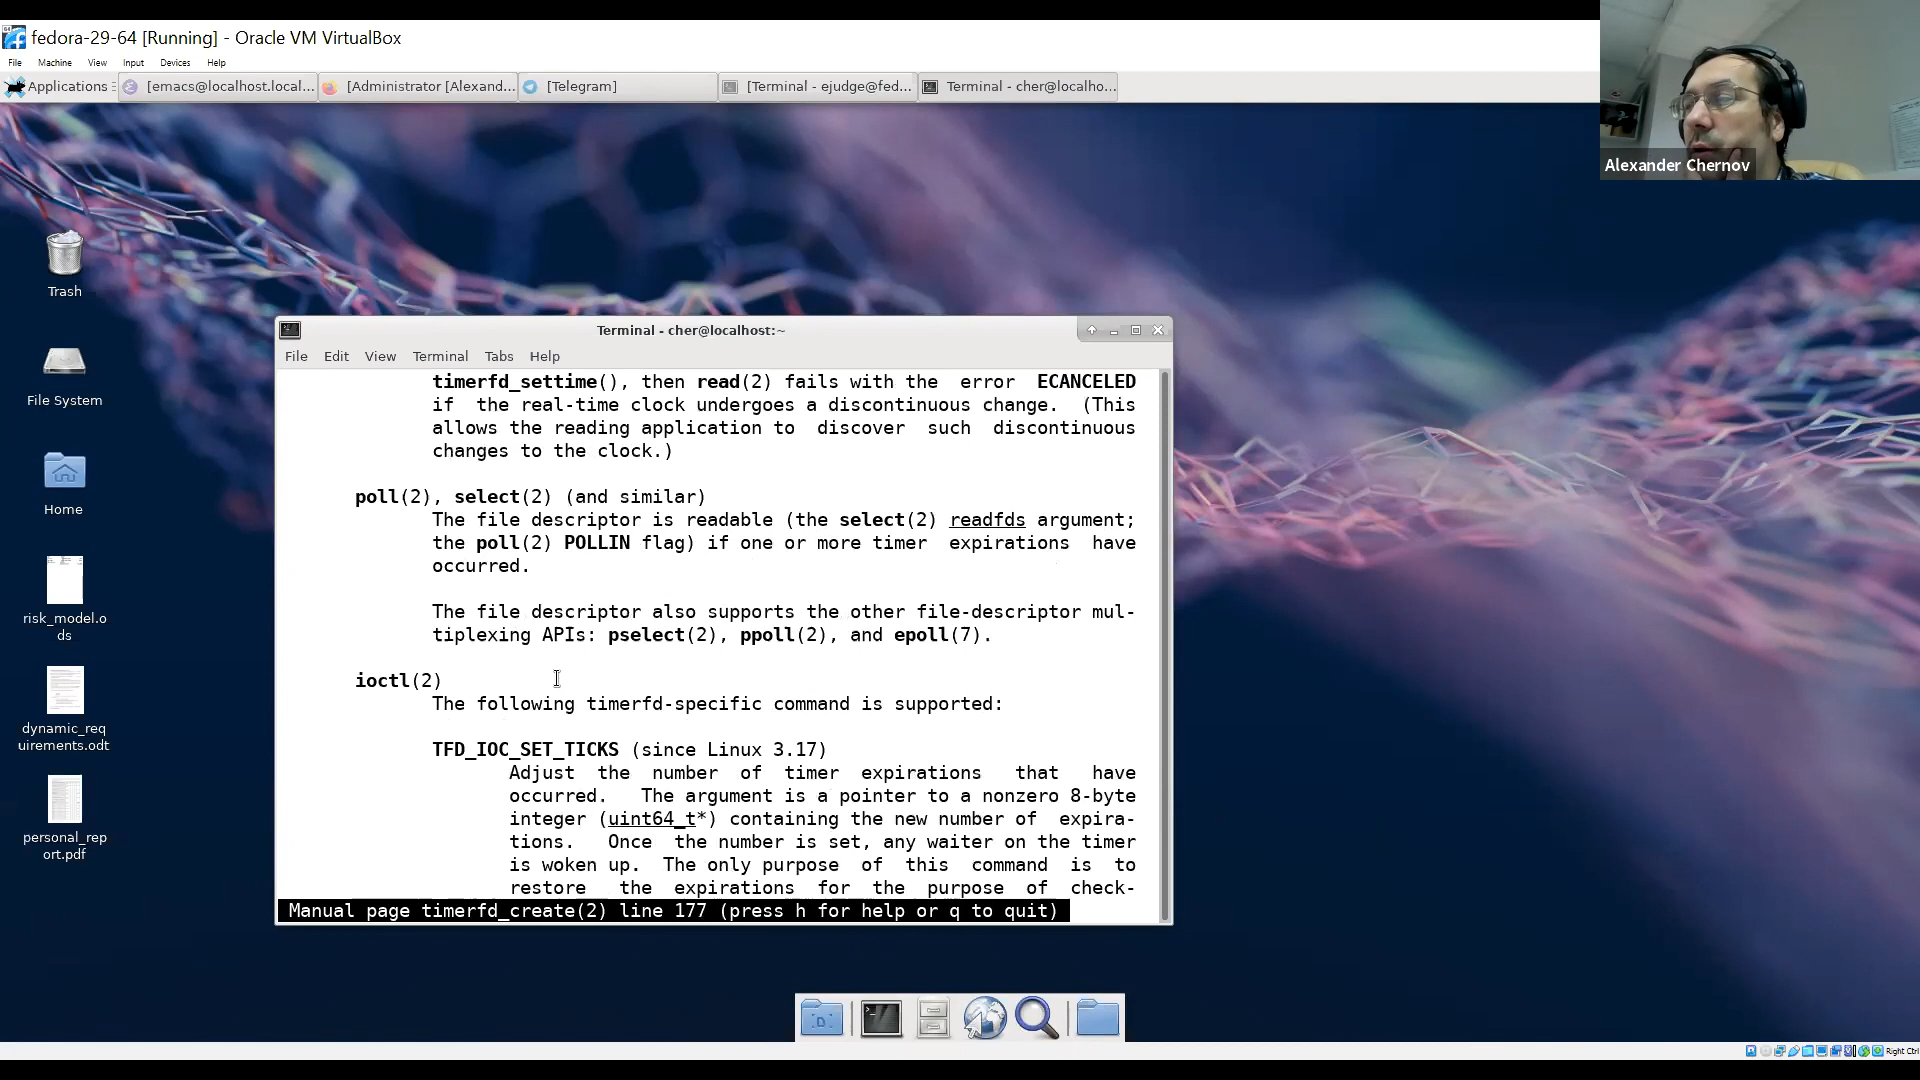 fedora-29-64 [Running] - Oracle VM VirtualBox
File Machine View Input Devices Help
Applications [emacs@localhost.local... [Administrator [Alexand... [Telegram] [Terminal - ejudge@fed... Terminal - cher@localho...
Alexander Chernov
Trash
File System
Home
risk_model.o
ds
dynamic_req
uirements.odt
personal_rep
ort.pdf
Terminal - cher@localhost:~
File Edit View Terminal Tabs Help
timerfd_settime(), then read(2) fails with the error ECANCELED
if the real-time clock undergoes a discontinuous change. (This
allows the reading application to discover such discontinuous
changes to the clock.)
poll(2), select(2) (and similar)
The file descriptor is readable (the select(2) readfds argument;
the poll(2) POLLIN flag) if one or more timer expirations have
occurred.
The file descriptor also supports the other file-descriptor mul-
tiplexing APIs: pselect(2), ppoll(2), and epoll(7).
ioctl(2)
The following timerfd-specific command is supported:
TFD_IOC_SET_TICKS (since Linux 3.17)
Adjust the number of timer expirations that have
occurred. The argument is a pointer to a nonzero 8-byte
integer (uint64_t*) containing the new number of expira-
tions. Once the number is set, any waiter on the timer
is woken up. The only purpose of this command is to
restore the expirations for the purpose of check-
Manual page timerfd_create(2) line 177 (press h for help or q to quit)
Right Ctrl